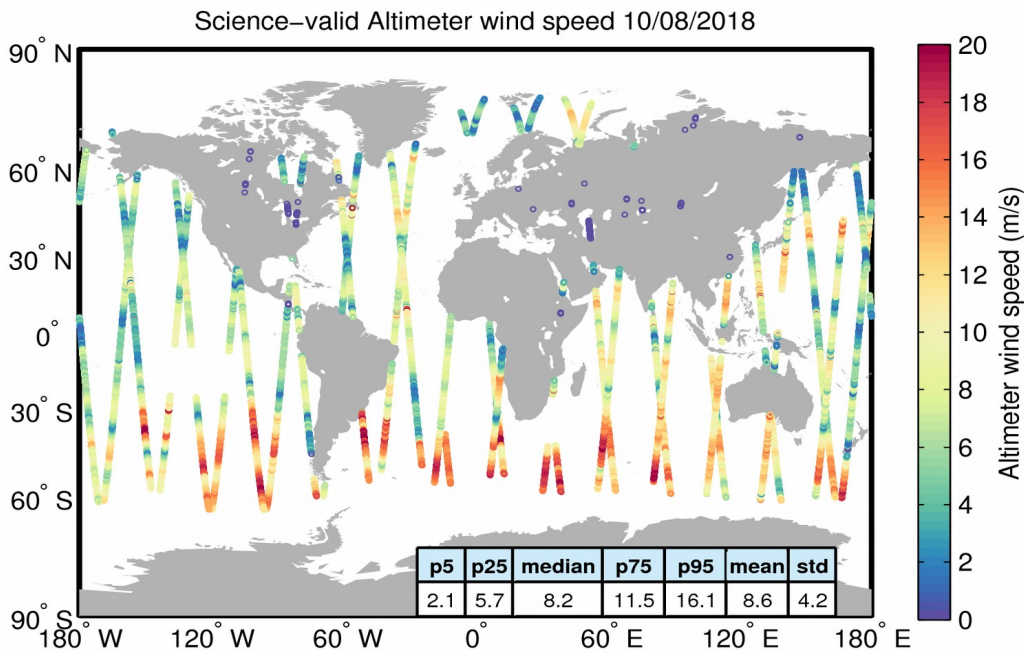 Science−valid Altimeter wind speed 10/08/2018
90° N
60° N
30° N
0°
30° S
60° S
90° S
180° W
120° W
60° W
0°
60° E
120° E
180° E
p5 p25 median p75 p95 mean std
2.1 5.7 8.2 11.5 16.1 8.6 4.2
20
18
16
14
12
10
8
6
4
2
0
Altimeter wind speed (m/s)